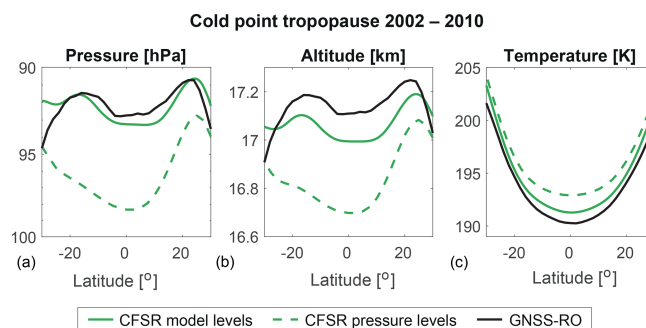 Cold point tropopause 2002 – 2010
Pressure [hPa] Altitude [km] Temperature [K]
90
95
100
17.2
17
16.8
16.6
205
200
195
190
-20 0 20 -20 0 20 -20 0 20
(a) Latitude [o] (b) Latitude [o] (c) Latitude [o]
CFSR model levels CFSR pressure levels GNSS-RO